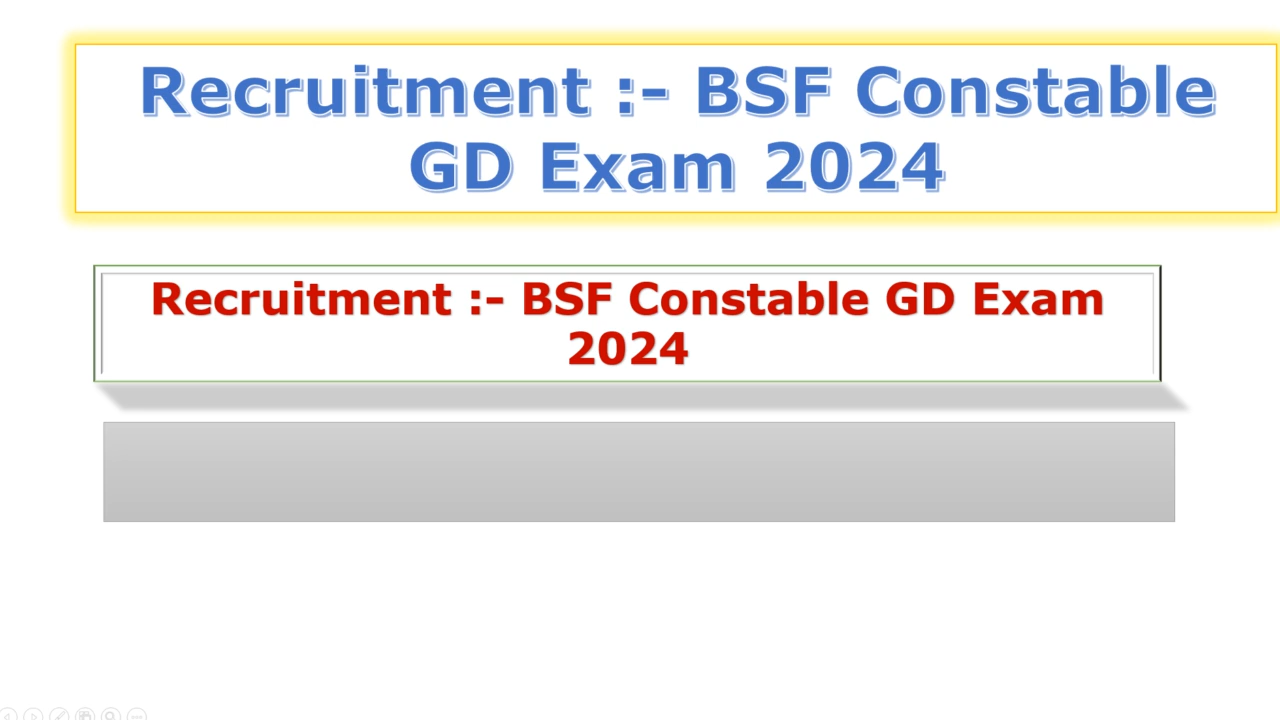 Recruitment :- BSF Constable
GD Exam 2024
Recruitment :- BSF Constable GD Exam
2024